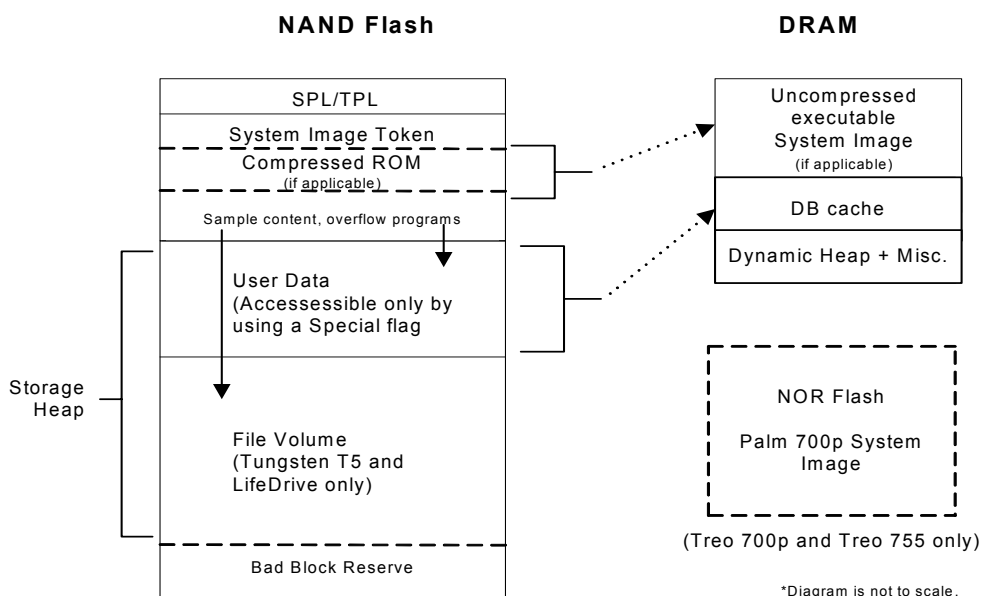 NAND Flash
SPL/TPL
System Image Token
Compressed ROM
(if applicable)
Sample content, overflow programs
User Data
(Accessessible only by
using a Special flag
Storage
Heap
File Volume
(Tungsten T5 and
LifeDrive only)
Bad Block Reserve
DRAM
Uncompressed
executable
System Image
(if applicable)
DB cache
Dynamic Heap + Misc.
NOR Flash
Palm 700p System
Image
(Treo 700p and Treo 755 only)
*Diagram is not to scale.